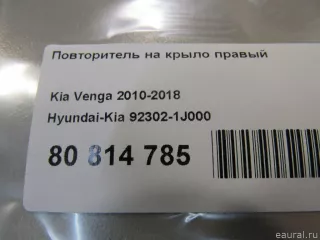 Повторитель на крыло правый
Kia Venga 2010-2018
Hyundai-Kia 92302-1J000
80 814 785
eaural.ru